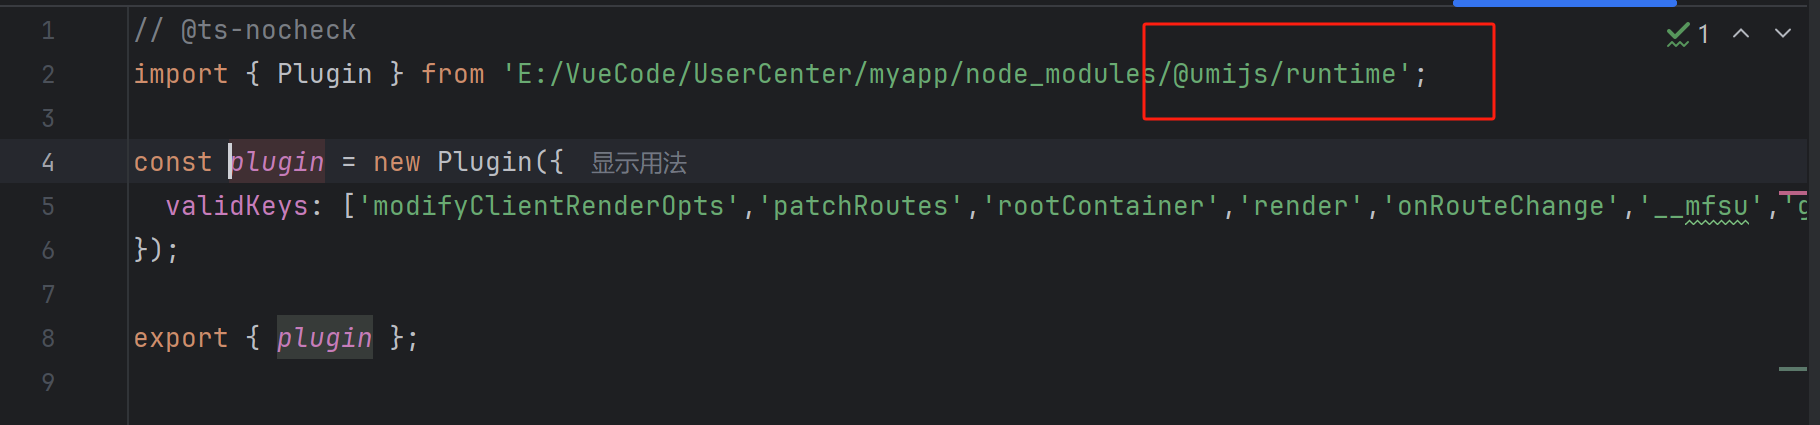 1 // @ts-nocheck
2 import { Plugin } from 'E:/VueCode/UserCenter/myapp/node_modules/@umijs/runtime'; 1
3
4 const plugin = new Plugin({ 显示用法
5 validKeys: ['modifyClientRenderOpts','patchRoutes','rootContainer','render','onRouteChange','__mfsu','g
6 });
7
8 export { plugin };
9